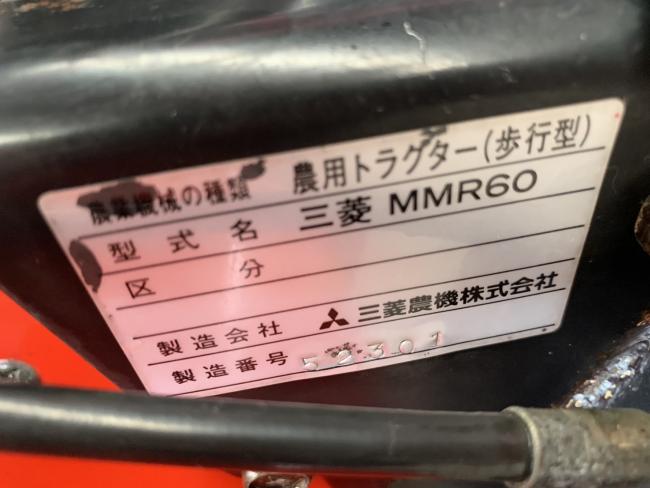 農業機械の種類 農用トラクター(歩行型)
型式名 三菱 MMR60
区分
製造会社 三菱農機株式会社
製造番号 52301